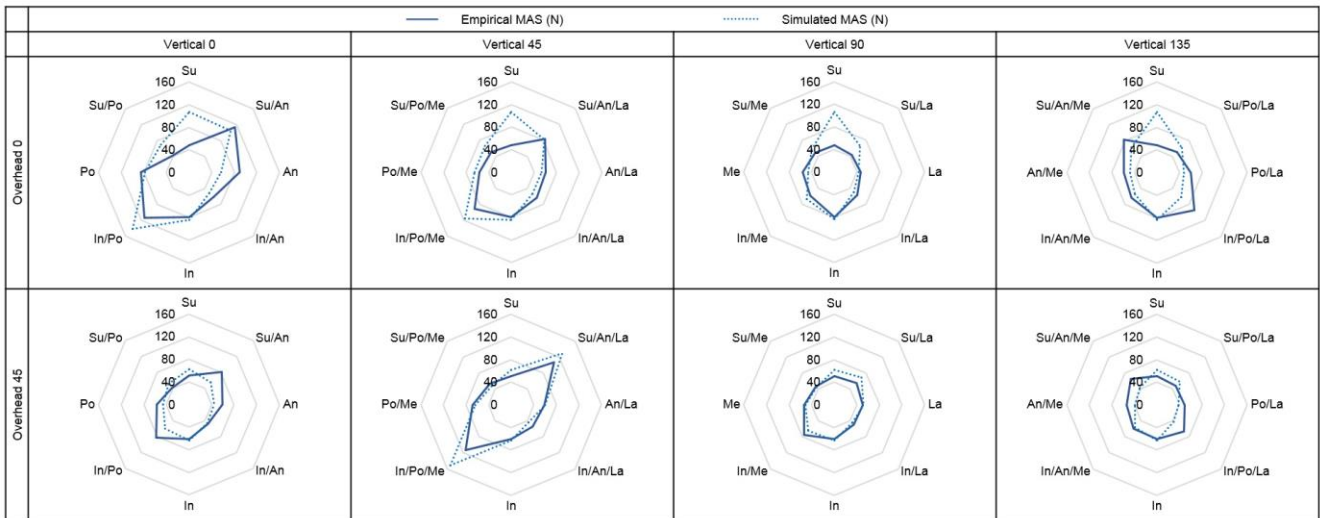 Empirical MAS (N) Simulated MAS (N)
Vertical 0 Vertical 45 Vertical 90 Vertical 135
Overhead 0
Su
160
120
80
40
0
Su/An
An
In/An
In
In/Po
Po
Su/Po
Su
160
120
80
40
0
Su/An/La
An/La
In/An/La
In
In/Po/Me
Po/Me
Su/Po/Me
Su
160
120
80
40
0
Su/La
La
In/La
In
In/Me
Me
Su/Me
Su
160
120
80
40
0
Su/Po/La
Po/La
In/Po/La
In
In/An/Me
An/Me
Su/An/Me
Overhead 45
Su
160
120
80
40
0
Su/An
An
In/An
In
In/Po
Po
Su/Po
Su
160
120
80
40
0
Su/An/La
An/La
In/An/La
In
In/Po/Me
Po/Me
Su/Po/Me
Su
160
120
80
40
0
Su/La
La
In/La
In
In/Me
Me
Su/Me
Su
160
120
80
40
0
Su/Po/La
Po/La
In/Po/La
In
In/An/Me
An/Me
Su/An/Me